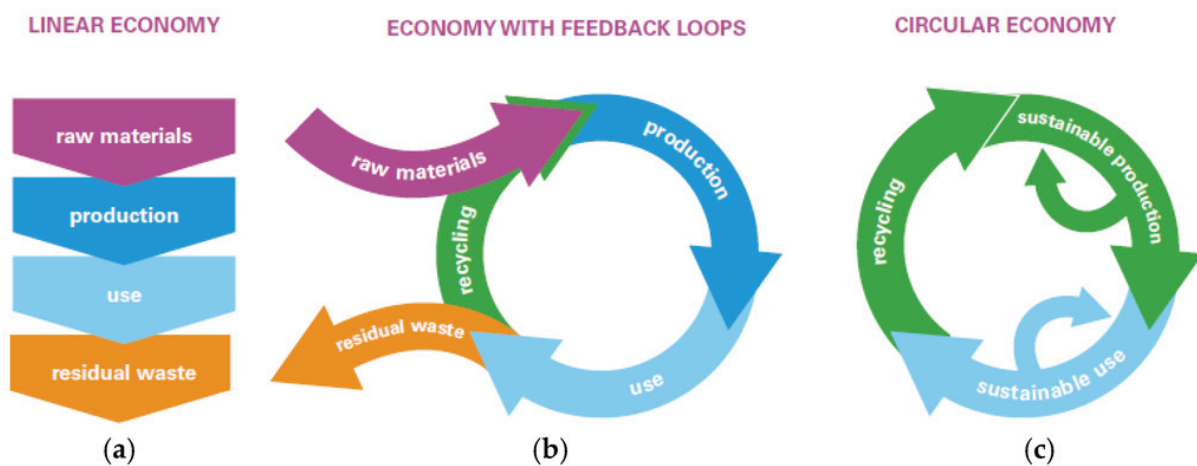 LINEAR ECONOMY
raw materials
production
use
residual waste
(a)
ECONOMY WITH FEEDBACK LOOPS
raw materials
production
recycling
residual waste
use
(b)
CIRCULAR ECONOMY
sustainable production
recycling
sustainable use
(c)